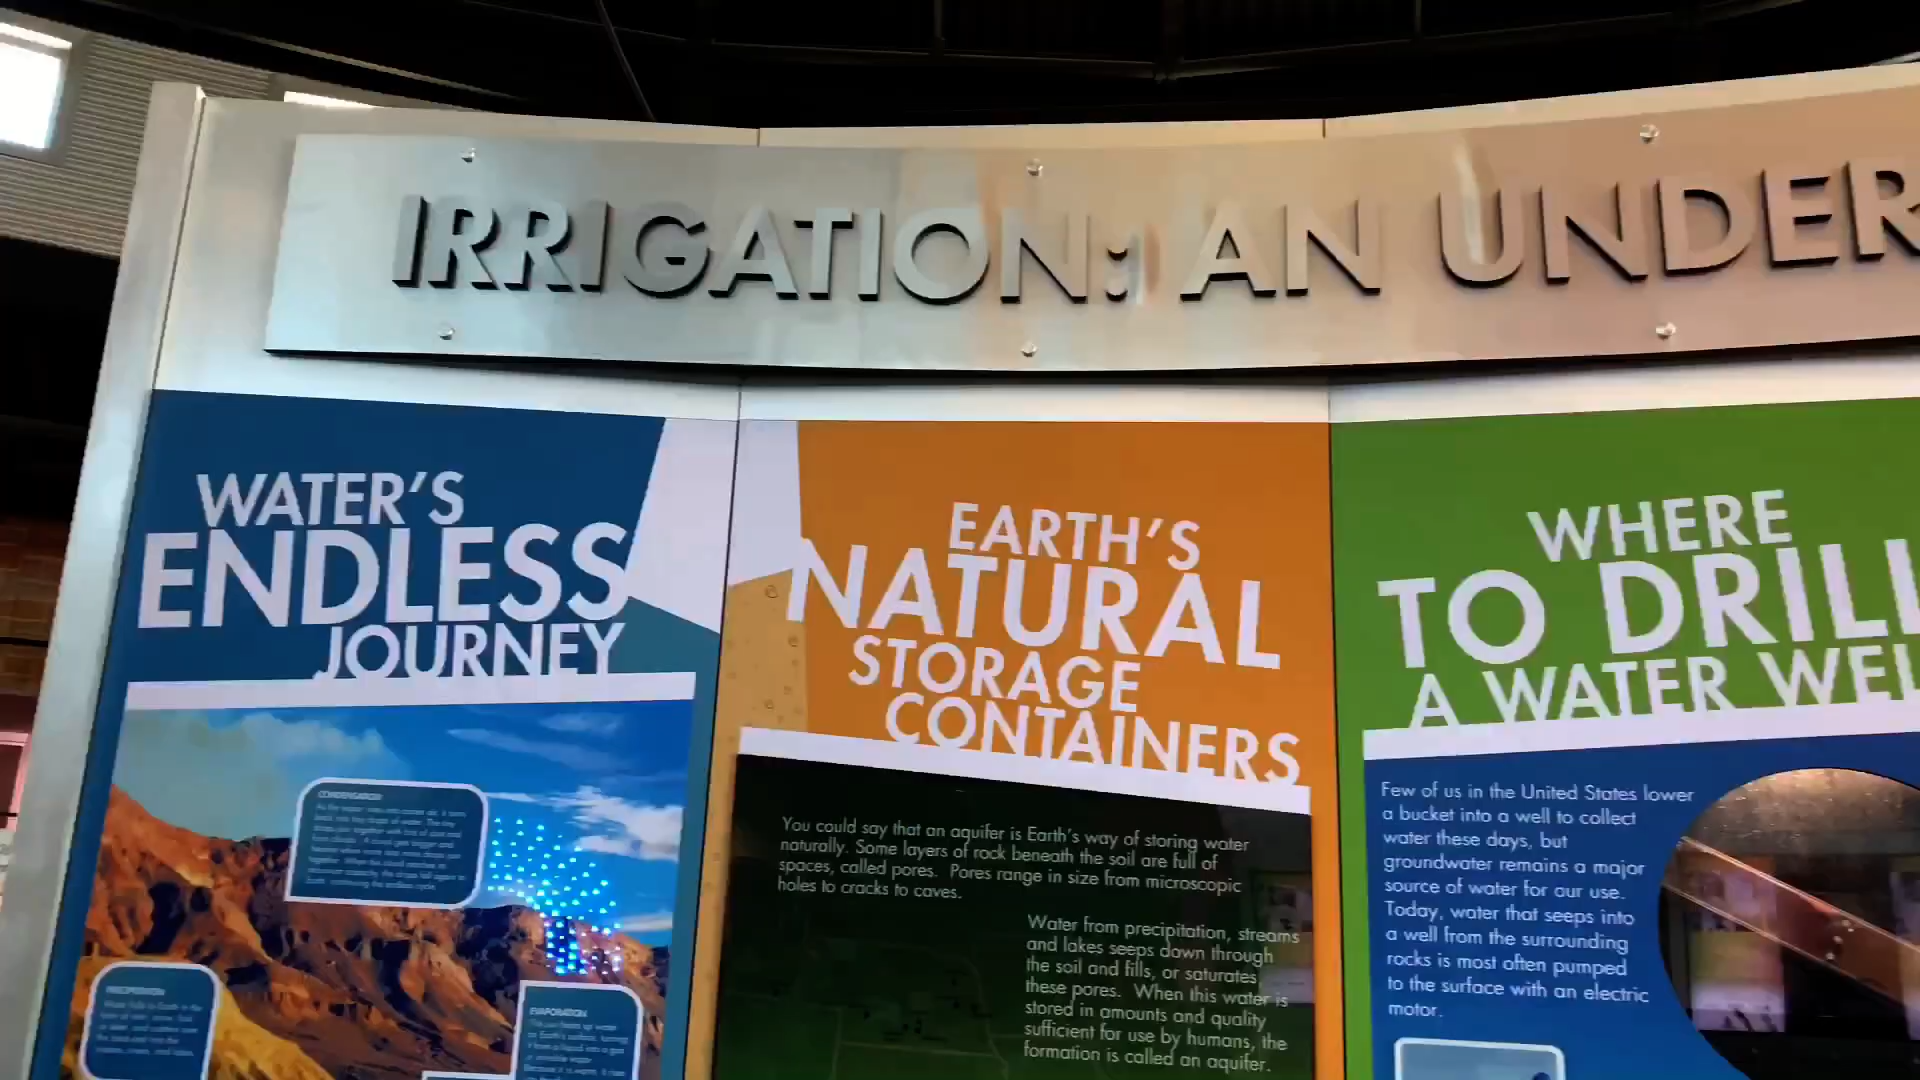 IRRIGATION: AN UNDER
WATER'S
ENDLESS
JOURNEY
CONDENSATION
PRECIPITATION
EVAPORATION
EARTH'S
NATURAL
STORAGE
CONTAINERS
You could say that an aquifer is Earth's way of storing water
naturally. Some layers of rock beneath the soil are full of
spaces, called pores. Pores range in size from microscopic
holes to cracks to caves.
Water from precipitation, streams
and lakes seeps down through
the soil and fills, or saturates,
these pores. When this water is
stored in amounts and quality
sufficient for use by humans, the
formation is called an aquifer.
WHERE
TO DRILL
A WATER WEL
Few of us in the United States lower
a bucket into a well to collect
water these days, but
groundwater remains a major
source of water for our use.
Today, water that seeps into
a well from the surrounding
rocks is most often pumped
to the surface with an electric
motor.